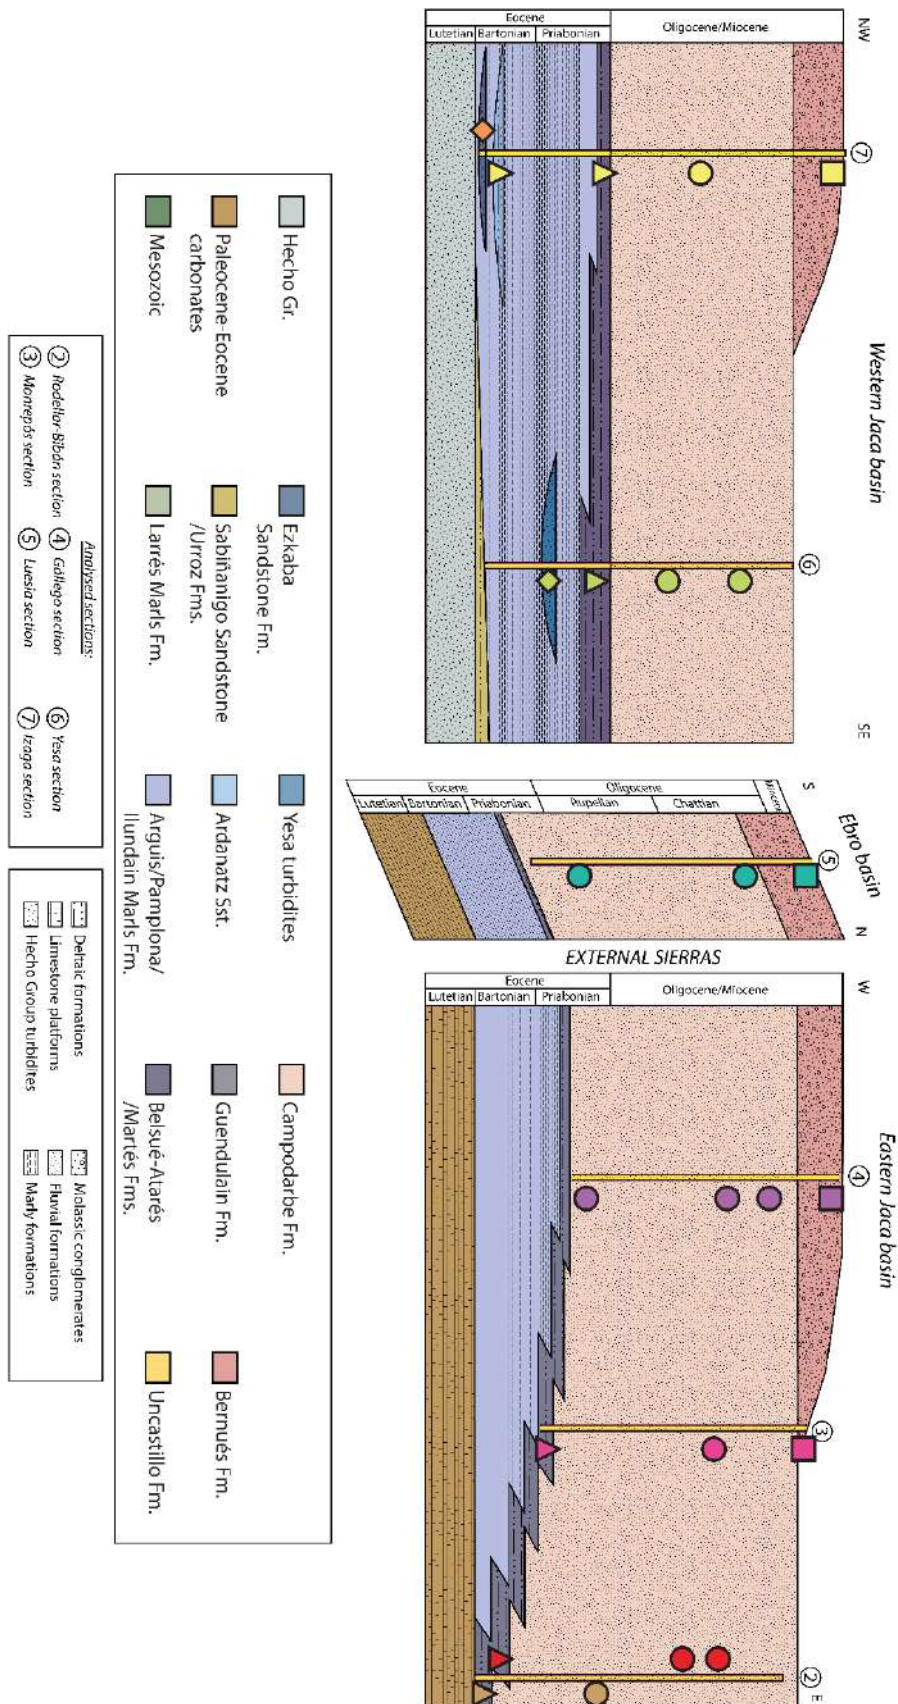 Western Jaca basin
NW
SE
Eocene
Lutetian
Bartonian
Priabonian
Oligocene/Miocene
7
6
Ebro basin
S
N
Eocene
Lutetian
Bartonian
Priabonian
Oligocene
Rupelian
Chattian
Miocene
5
EXTERNAL SIERRAS
Eastern Jaca basin
W
E
Eocene
Lutetian
Bartonian
Priabonian
Oligocene/Miocene
4
3
2
Hecho Gr.
Paleocene-Eocene
carbonates
Mesozoic
Ezkaba
Sandstone Fm.
Sabiñanigo Sandstone
/Urroz Fms.
Larrés Marls Fm.
Yesa turbidites
Ardanatz Sst.
Arguis/Pamplona/
Ilundain Marls Fm.
Campodarbe Fm.
Guendulain Fm.
Belsué-Atarés
/Martés Fms.
Bernués Fm.
Uncastillo Fm.
Analysed sections:
2 Rodellar-Bibán section
3 Monrepós section
4 Gállego section
5 Luesia section
6 Yesa section
7 Izaga section
Deltaic formations
Limestone platforms
Hecho Group turbidites
Molassic conglomerates
Fluvial formations
Marly formations